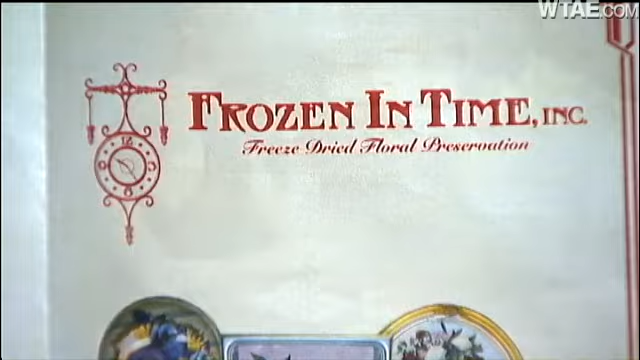 WTAE.COM
FROZEN IN TIME, INC.
Freeze Dried Floral Preservation